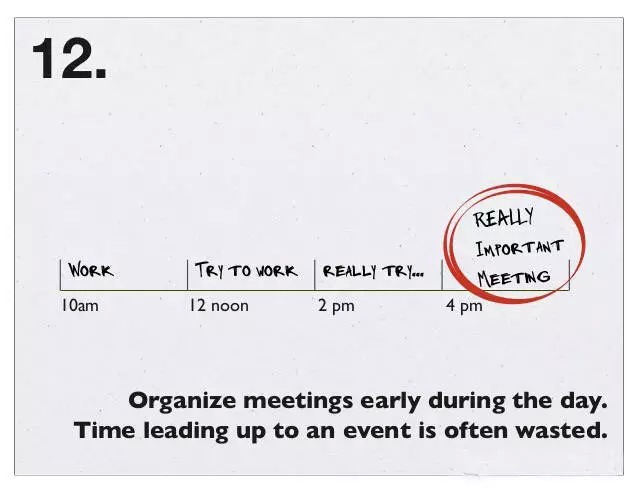 12.
REALLY
IMPORTANT
MEETING
WORK TRY TO WORK REALLY TRY...
10am 12 noon 2 pm 4 pm
Organize meetings early during the day.
Time leading up to an event is often wasted.